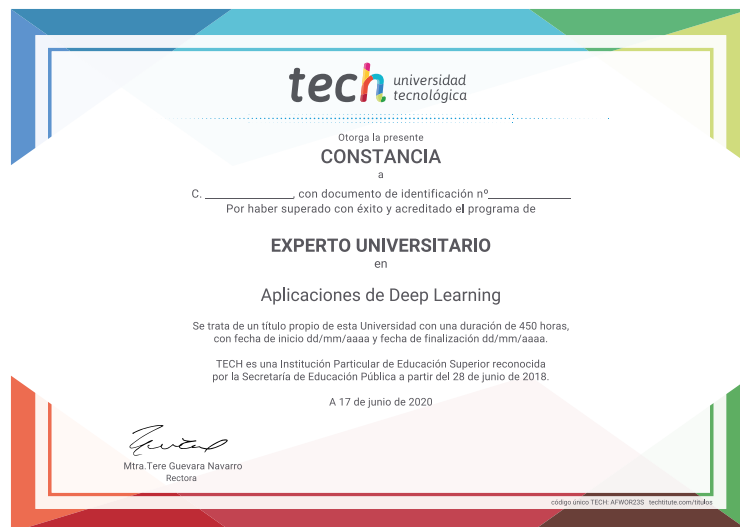 tech universidad
tecnológica
Otorga la presente
CONSTANCIA
a
C. ______________, con documento de identificación nº_____________
Por haber superado con éxito y acreditado el programa de
EXPERTO UNIVERSITARIO
en
Aplicaciones de Deep Learning
Se trata de un título propio de esta Universidad con una duración de 450 horas,
con fecha de inicio dd/mm/aaaa y fecha de finalización dd/mm/aaaa.
TECH es una Institución Particular de Educación Superior reconocida
por la Secretaría de Educación Pública a partir del 28 de junio de 2018.
A 17 de junio de 2020
Mtra.Tere Guevara Navarro
Rectora
código único TECH: AFWOR23S techtitute.com/titulos